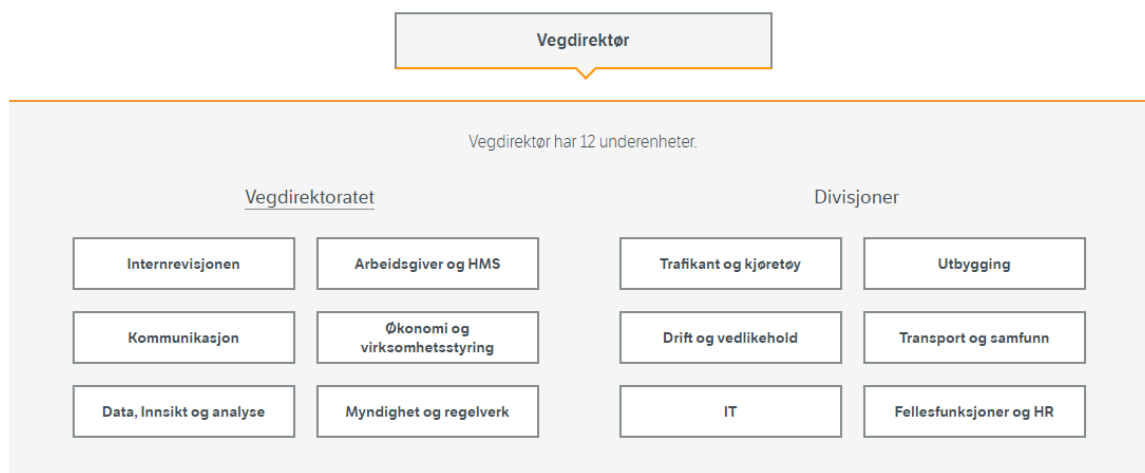 Vegdirektør
Vegdirektør har 12 underenheter.
Vegdirektoratet
Internrevisjonen
Arbeidsgiver og HMS
Kommunikasjon
Økonomi og
virksomhetsstyring
Data, Innsikt og analyse
Myndighet og regelverk
Divisjoner
Trafikant og kjøretøy
Utbygging
Drift og vedlikehold
Transport og samfunn
IT
Fellesfunksjoner og HR